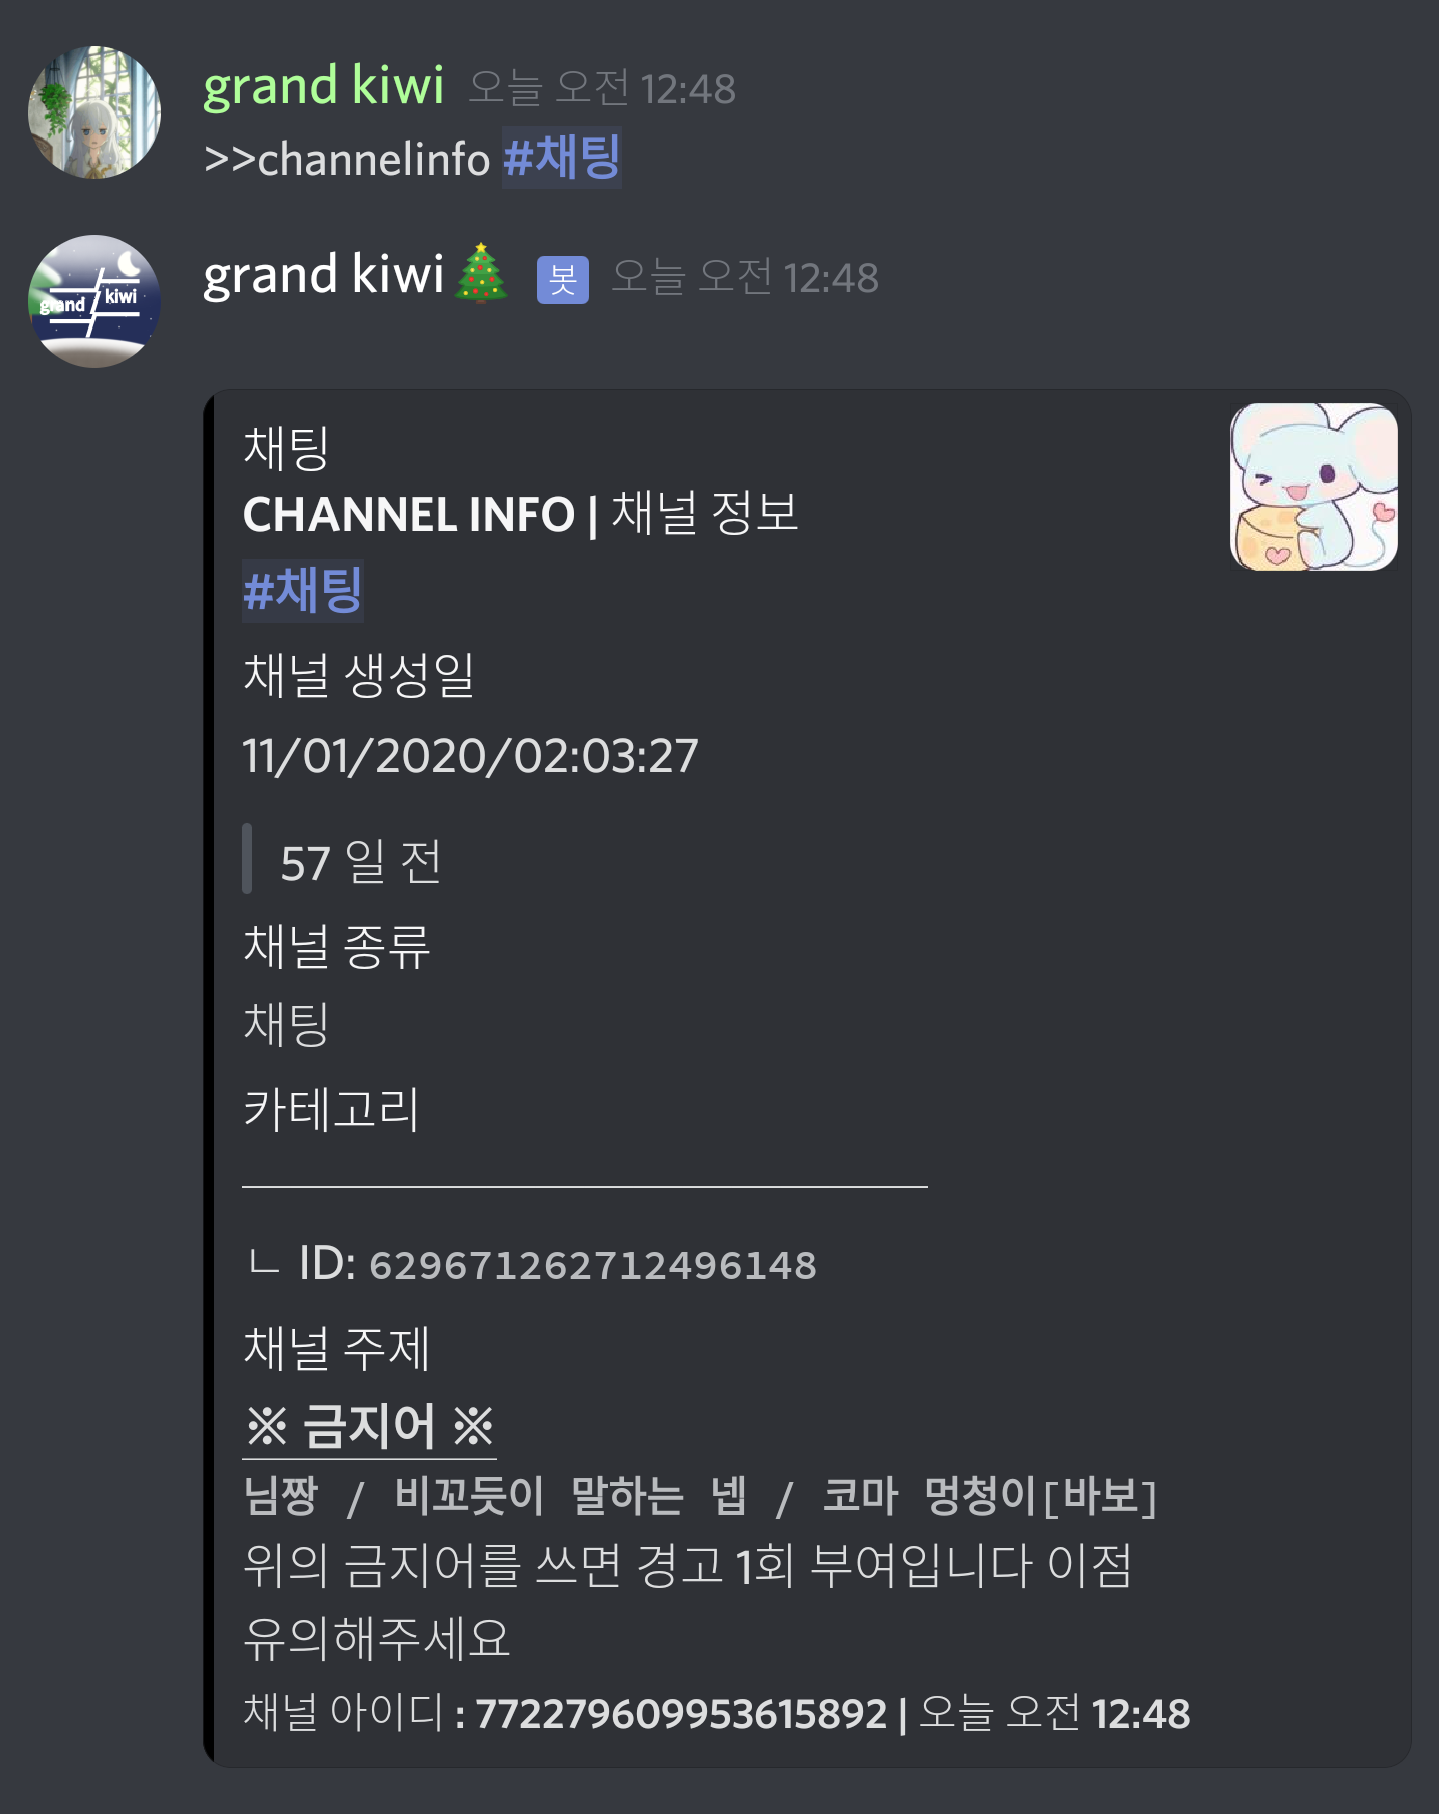 grand kiwi 오늘 오전 12:48
>>channelinfo #채팅
grand kiwi🎄 봇 오늘 오전 12:48
grand kiwi
채팅
CHANNEL INFO | 채널 정보
#채팅
채널 생성일
11/01/2020/02:03:27
57 일 전
채널 종류
채팅
카테고리
ㄴ ID: 629671262712496148
채널 주제
※ 금지어 ※
님짱 / 비꼬듯이 말하는 넵 / 코마 멍청이[바보]
위의 금지어를 쓰면 경고 1회 부여입니다 이점
유의해주세요
채널 아이디 : 772279609953615892 | 오늘 오전 12:48